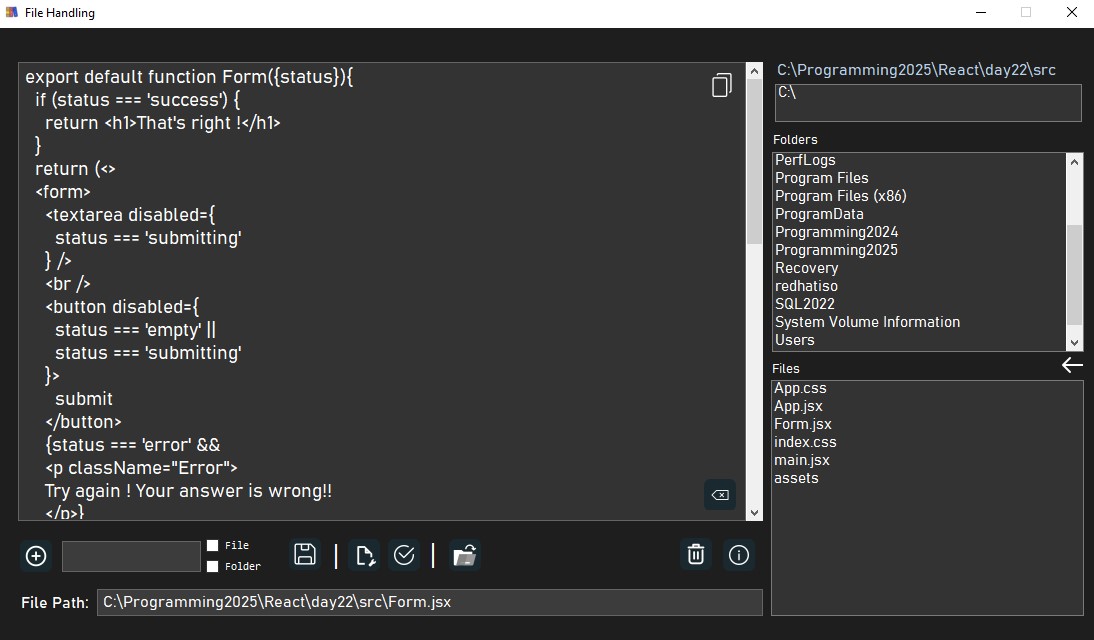 File Handling
export default function Form({status}){
if (status === 'success') {
return <h1>That's right !</h1>
}
return (<>
<form>
<textarea disabled={
status === 'submitting'
} />
<br />
<button disabled={
status === 'empty' ||
status === 'submitting'
}>
submit
</button>
{status === 'error' &&
<p className="Error">
Try again ! Your answer is wrong!!
</p>}
File
Folder
File Path: C:\Programming2025\React\day22\src\Form.jsx
C:\Programming2025\React\day22\src
C:\
Folders
PerfLogs
Program Files
Program Files (x86)
ProgramData
Programming2024
Programming2025
Recovery
redhatiso
SQL2022
System Volume Information
Users
Files
App.css
App.jsx
Form.jsx
index.css
main.jsx
assets